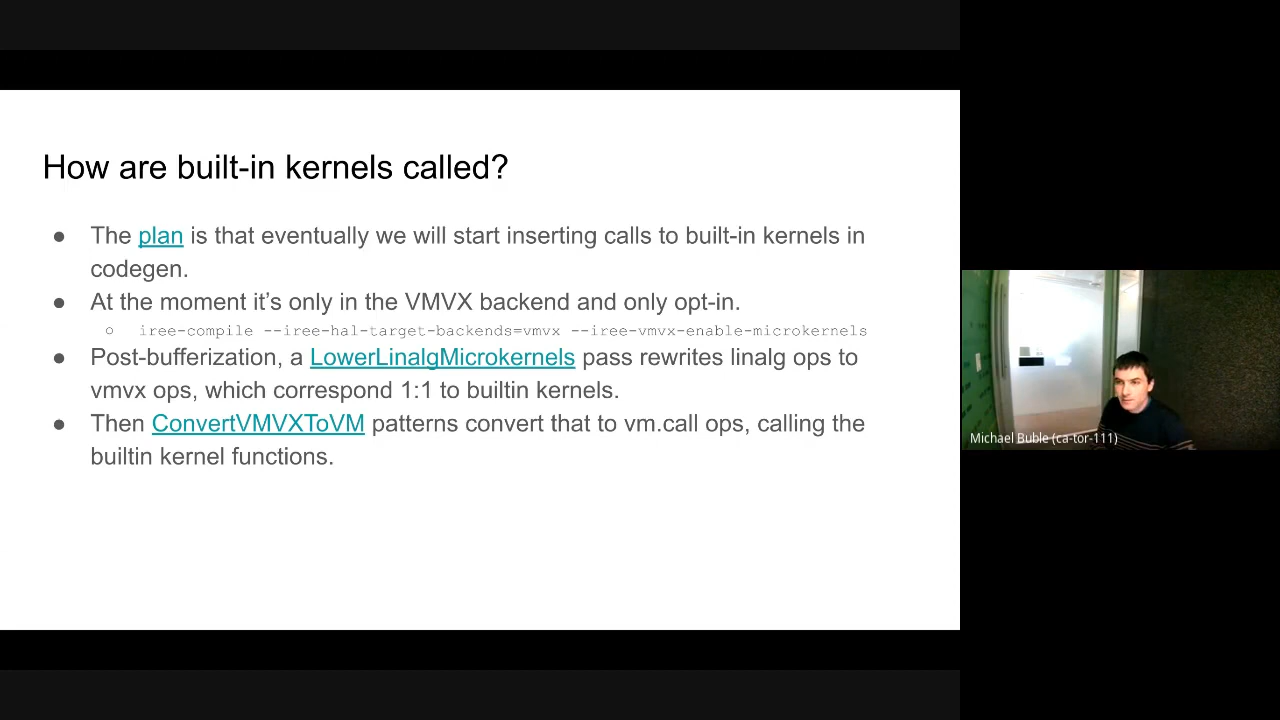 How are built-in kernels called?
● The plan is that eventually we will start inserting calls to built-in kernels in
codegen.
● At the moment it’s only in the VMVX backend and only opt-in.
○ iree-compile --iree-hal-target-backends=vmvx --iree-vmvx-enable-microkernels
● Post-bufferization, a LowerLinalgMicrokernels pass rewrites linalg ops to
vmvx ops, which correspond 1:1 to builtin kernels.
● Then ConvertVMVXToVM patterns convert that to vm.call ops, calling the
builtin kernel functions.
Michael Buble (ca-tor-111)